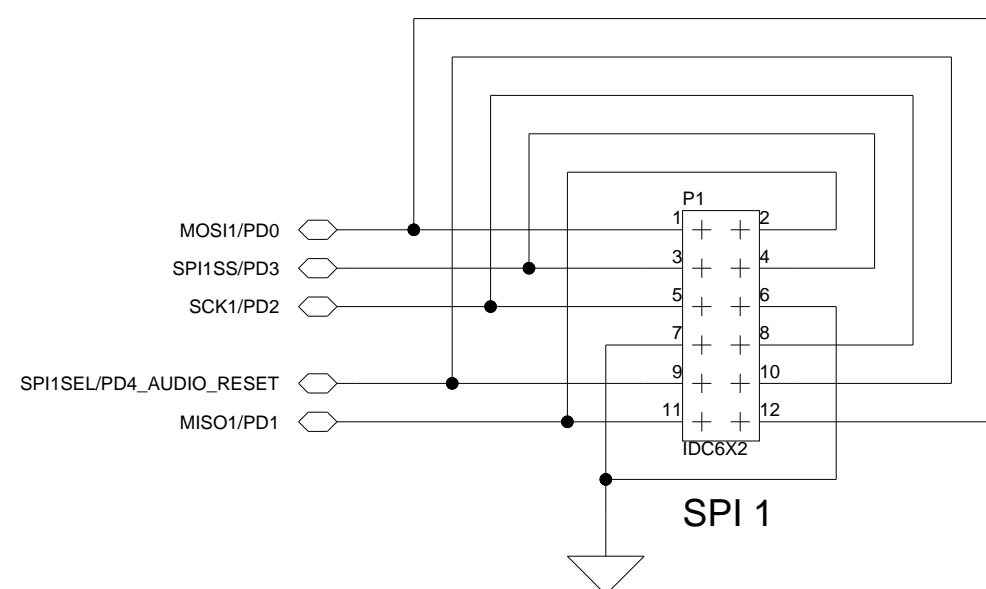 P1
MOSI1/PD0
1 2
SPI1SS/PD3
3 4
SCK1/PD2
5 6
7 8
SPI1SEL/PD4_AUDIO_RESET
9 10
MISO1/PD1
11 12
IDC6X2
SPI 1